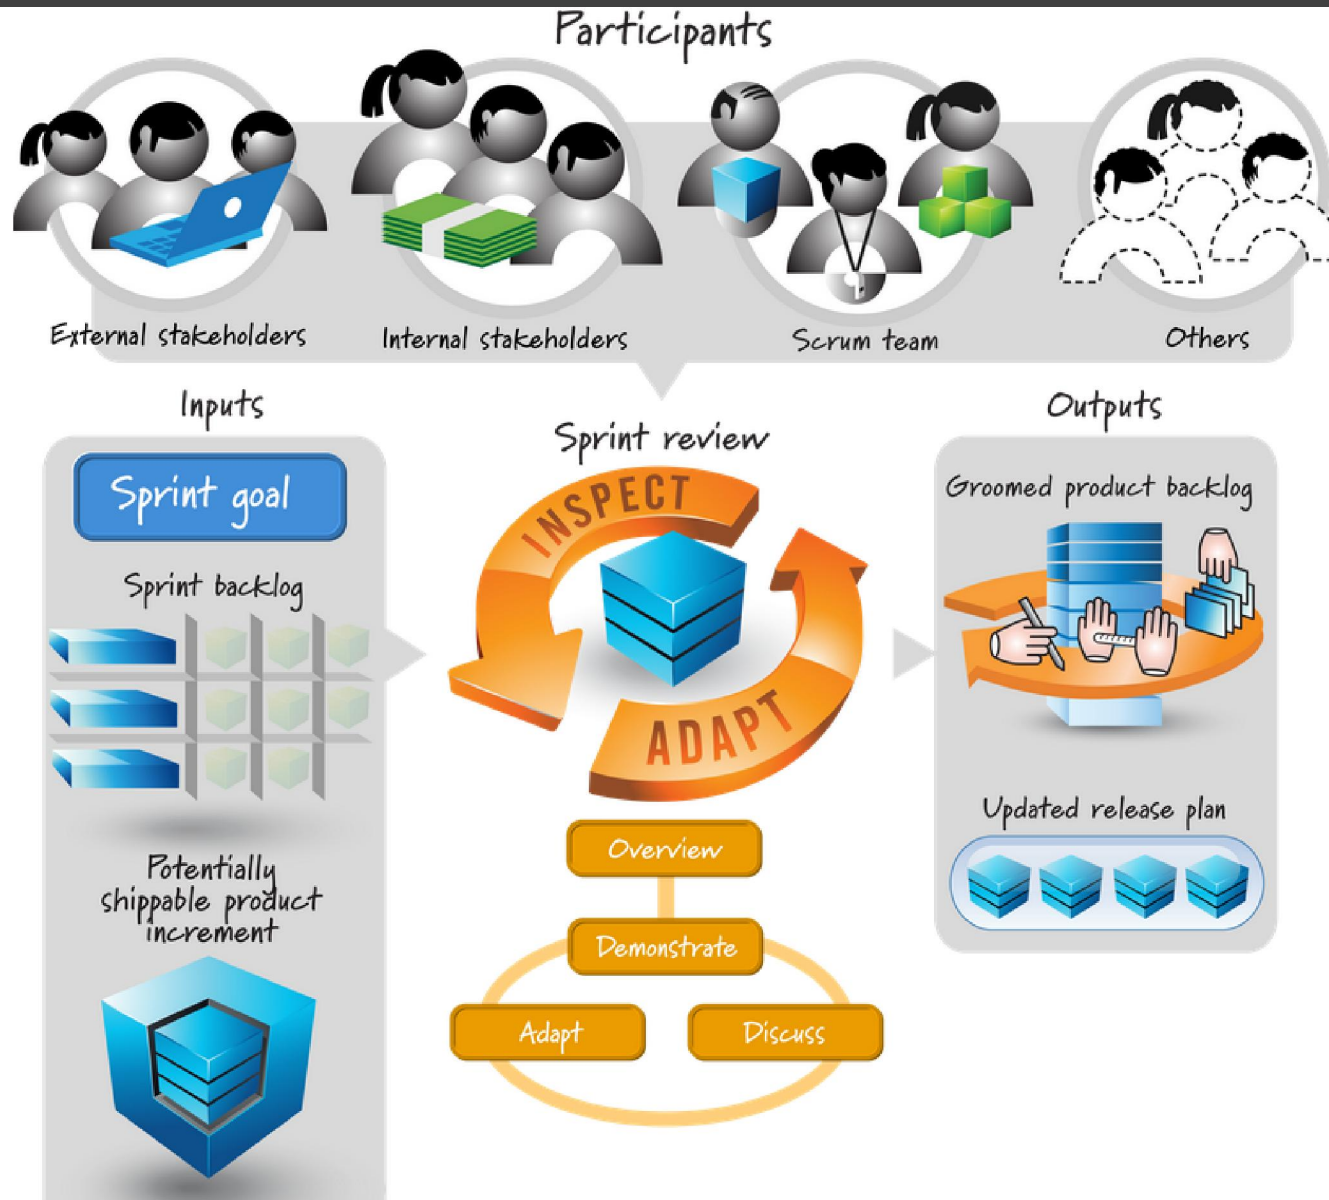 Participants
External stakeholders
Internal stakeholders
Scrum team
Others
Inputs
Sprint goal
Sprint backlog
Potentially
shippable product
increment
Sprint review
INSPECT
ADAPT
Overview
Demonstrate
Adapt
Discuss
Outputs
Groomed product backlog
Updated release plan